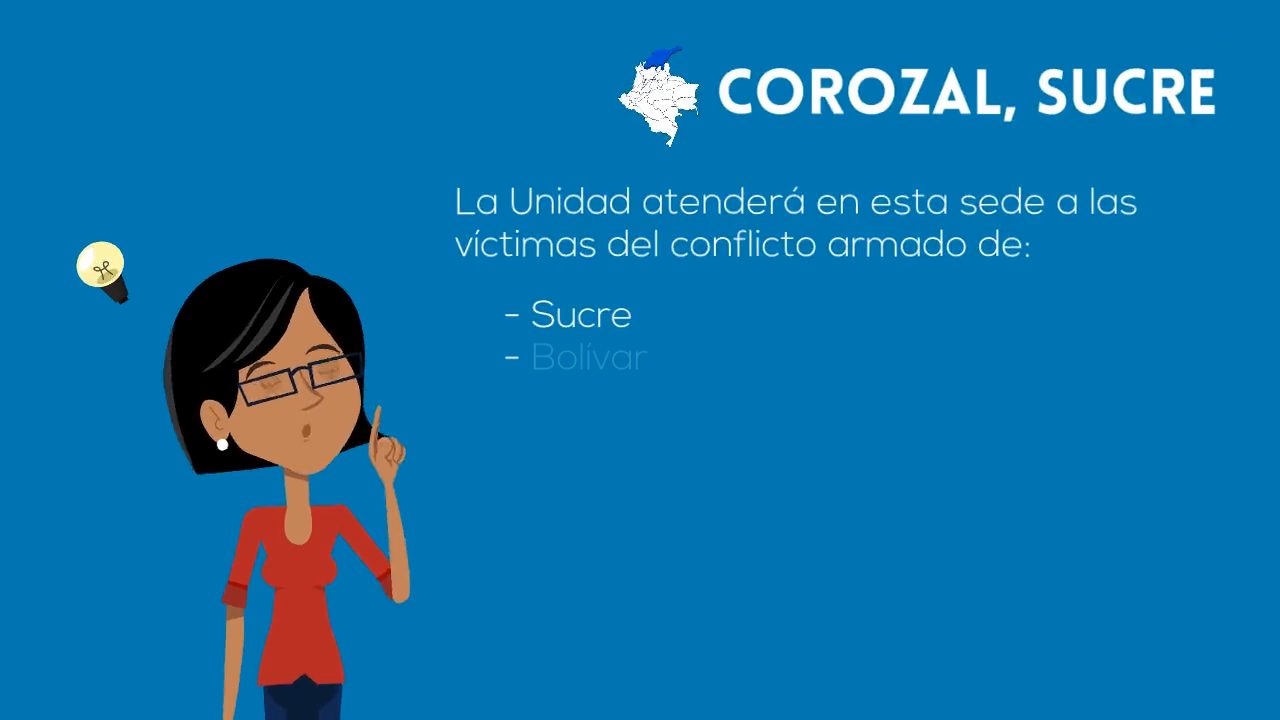 COROZAL, SUCRE
La Unidad atenderá en esta sede a las
víctimas del conflicto armado de:
- Sucre
- Bolívar